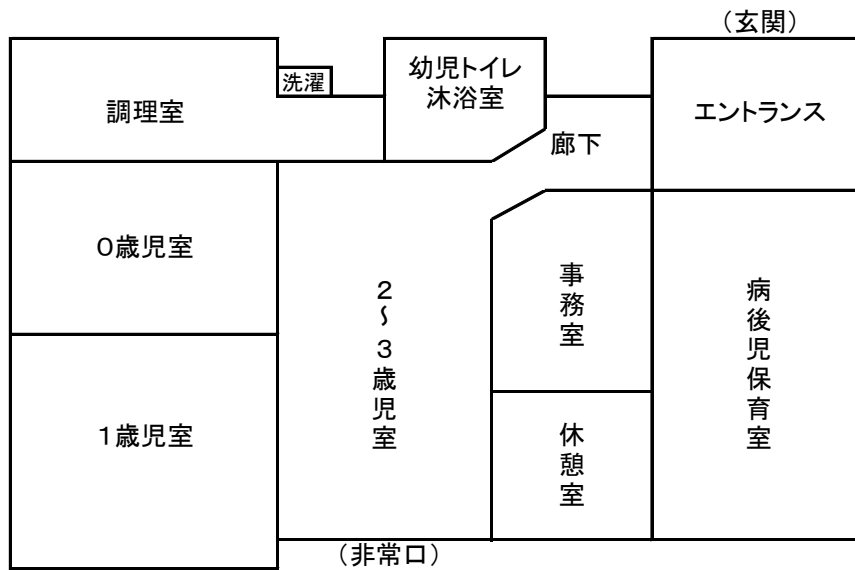 （玄関）
洗濯
幼児トイレ
沐浴室
調理室
エントランス
廊下
０歳児室
２～３歳児室
事務室
病後児保育室
１歳児室
休憩室
（非常口）